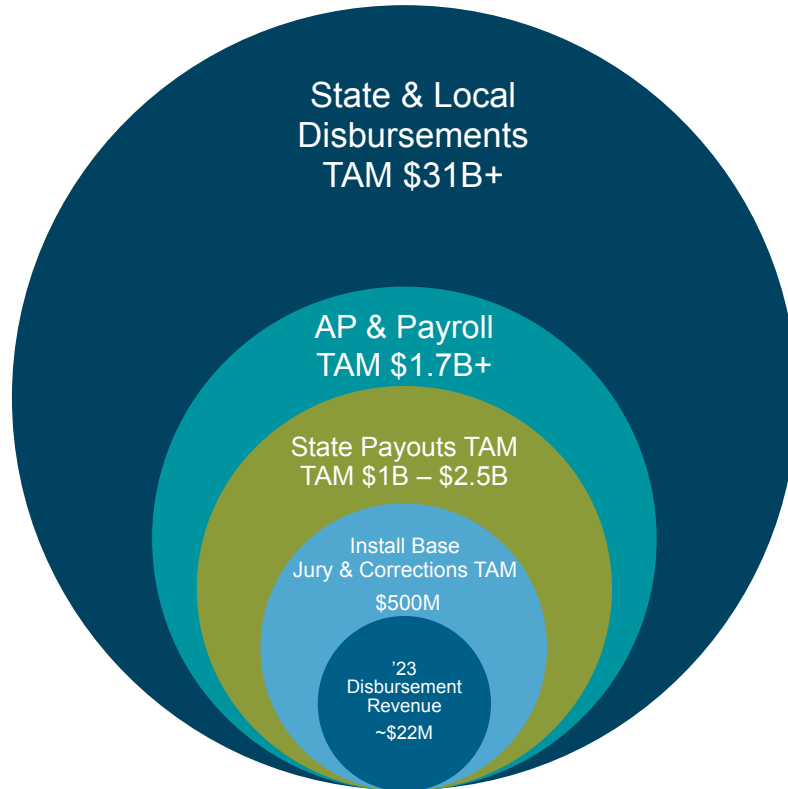 State & Local
Disbursements
TAM $31B+
AP & Payroll
TAM $1.7B+
State Payouts TAM
TAM $1B – $2.5B
Install Base
Jury & Corrections TAM
$500M
’23
Disbursement
Revenue
~$22M